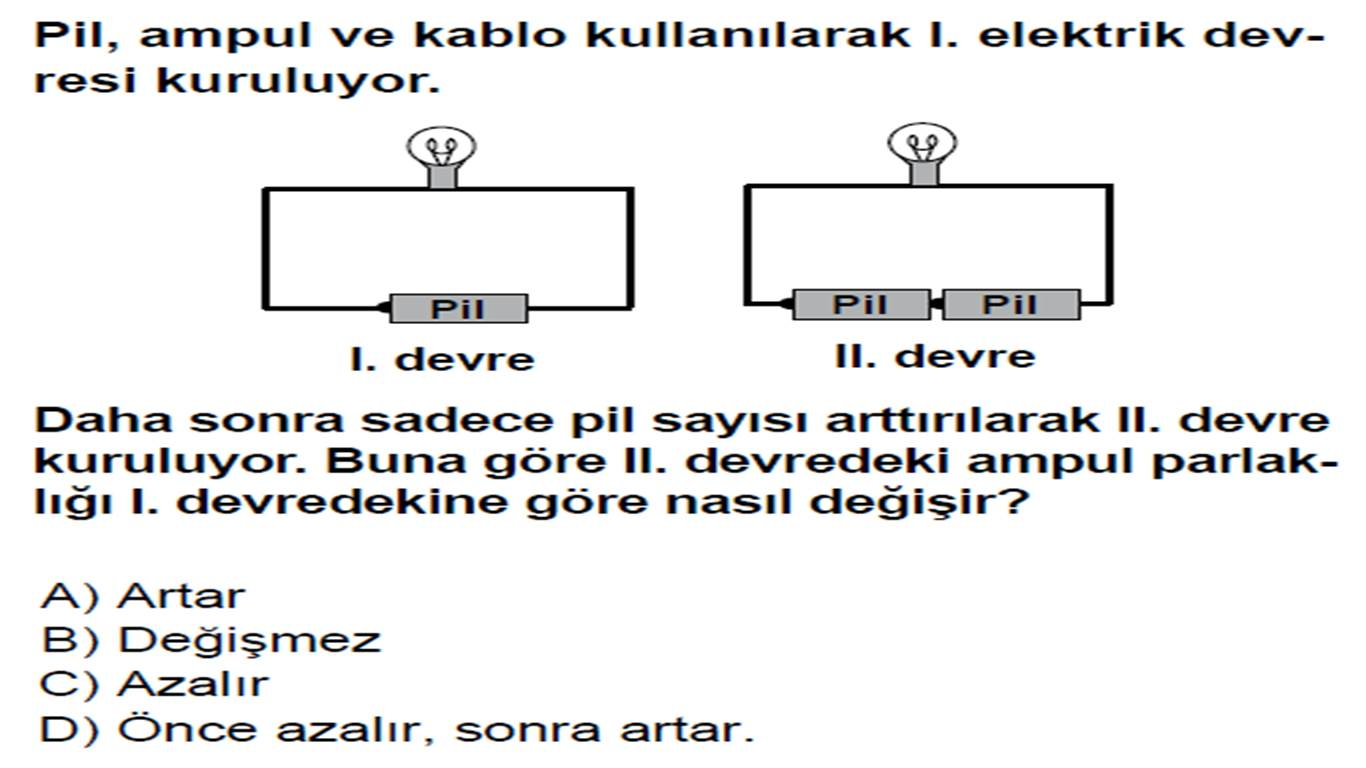 Pil, ampul ve kablo kullanılarak I. elektrik dev-
resi kuruluyor.
Pil
Pil Pil
I. devre
II. devre
Daha sonra sadece pil sayısı arttırılarak II. devre
kuruluyor. Buna göre II. devredeki ampul parlak-
lığı I. devredekine göre nasıl değişir?
A) Artar
B) Değişmez
C) Azalır
D) Önce azalır, sonra artar.